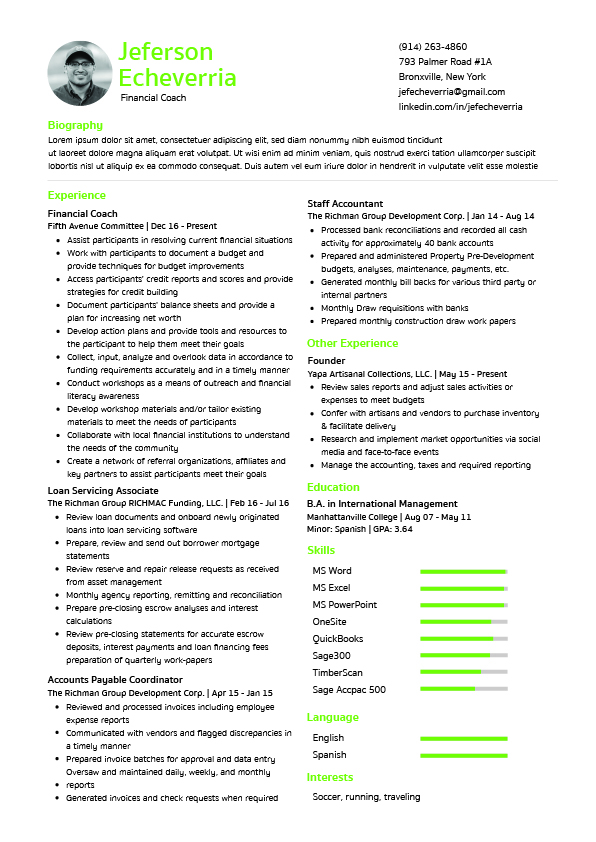 Jeferson
Echeverria
Financial Coach
(914) 263-4860
793 Palmer Road #1A
Bronxville, New York
jefecheverria@gmail.com
linkedin.com/in/jefecheverria
Biography
Lorem ipsum dolor sit amet, consectetuer adipiscing elit, sed diam nonummy nibh euismod tincidunt
ut laoreet dolore magna aliquam erat volutpat. Ut wisi enim ad minim veniam, quis nostrud exerci tation ullamcorper suscipit
lobortis nisl ut aliquip ex ea commodo consequat. Duis autem vel eum iriure dolor in hendrerit in vulputate velit esse molestie
Experience
Financial Coach
Fifth Avenue Committee | Dec 16 - Present
• Assist participants in resolving current financial situations
• Work with participants to document a budget and
provide techniques for budget improvements
• Access participants' credit reports and scores and provide
strategies for credit building
• Document participants' balance sheets and provide a
plan for increasing net worth
• Develop action plans and provide tools and resources to
the participant to help them meet their goals
• Collect, input, analyze and overlook data in accordance to
funding requirements accurately and in a timely manner
• Conduct workshops as a means of outreach and financial
literacy awareness
• Develop workshop materials and/or tailor existing
materials to meet the needs of participants
• Collaborate with local financial institutions to understand
the needs of the community
• Create a network of referral organizations, affiliates and
key partners to assist participants meet their goals
Loan Servicing Associate
The Richman Group RICHMAC Funding, LLC. | Feb 16 - Jul 16
• Review loan documents and onboard newly originated
loans into loan servicing software
• Prepare, review and send out borrower mortgage
statements
• Review reserve and repair release requests as received
from asset management
• Monthly agency reporting, remitting and reconciliation
• Prepare pre-closing escrow analyses and interest
calculations
• Review pre-closing statements for accurate escrow
deposits, interest payments and loan financing fees
preparation of quarterly work-papers
Accounts Payable Coordinator
The Richman Group Development Corp. | Apr 15 - Jan 15
• Reviewed and processed invoices including employee
expense reports
• Communicated with vendors and flagged discrepancies in
a timely manner
• Prepared invoice batches for approval and data entry
Oversaw and maintained daily, weekly, and monthly
• reports
• Generated invoices and check requests when required
Staff Accountant
The Richman Group Development Corp. | Jan 14 - Aug 14
• Processed bank reconciliations and recorded all cash
activity for approximately 40 bank accounts
• Prepared and administered Property Pre-Development
budgets, analyses, maintenance, payments, etc.
• Generated monthly bill backs for various third party or
internal partners
• Monthly Draw requisitions with banks
• Prepared monthly construction draw work papers
Other Experience
Founder
Yapa Artisanal Collections, LLC. | May 15 - Present
• Review sales reports and adjust sales activities or
expenses to meet budgets
• Confer with artisans and vendors to purchase inventory
& facilitate delivery
• Research and implement market opportunities via social
media and face-to-face events
• Manage the accounting, taxes and required reporting
Education
B.A. in International Management
Manhattanville College | Aug 07 - May 11
Minor: Spanish | GPA: 3.64
Skills
MS Word
MS Excel
MS PowerPoint
OneSite
QuickBooks
Sage300
TimberScan
Sage Accpac 500
Language
English
Spanish
Interests
Soccer, running, traveling